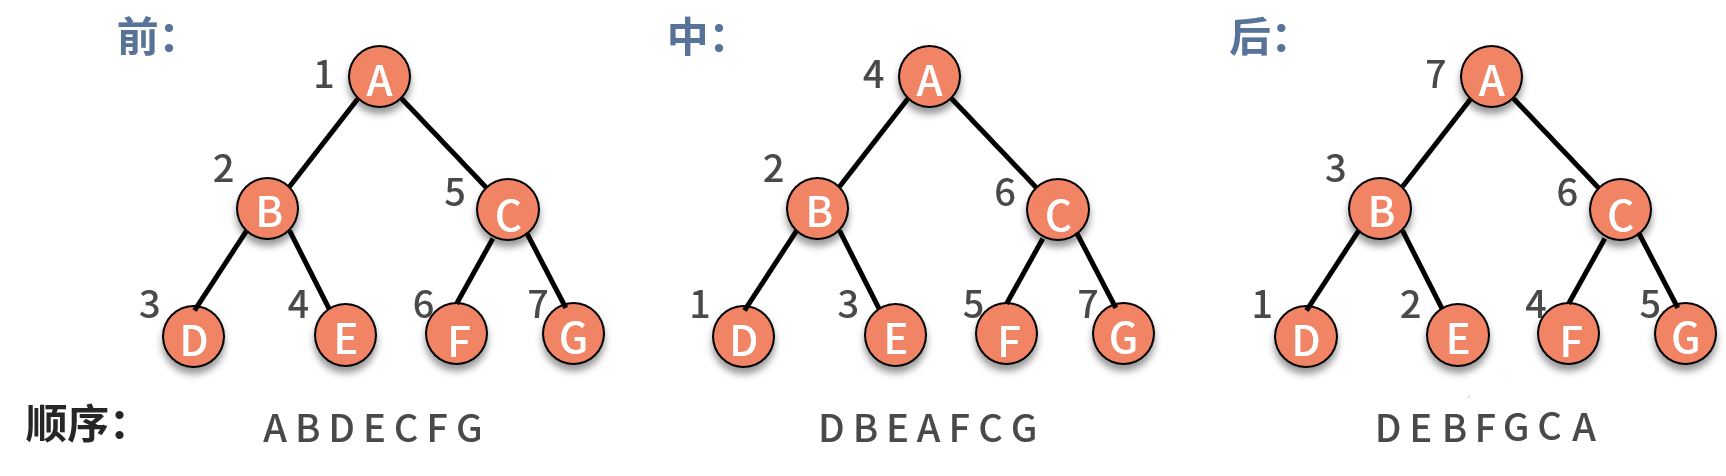 前：
中：
后：
1 A
4 A
7 A
2 B
5 C
2 B
6 C
3 B
6 C
3 D
4 E
6 F
7 G
1 D
3 E
5 F
7 G
1 D
2 E
4 F
5 G
顺序：
A B D E C F G
D B E A F C G
D E B F G C A